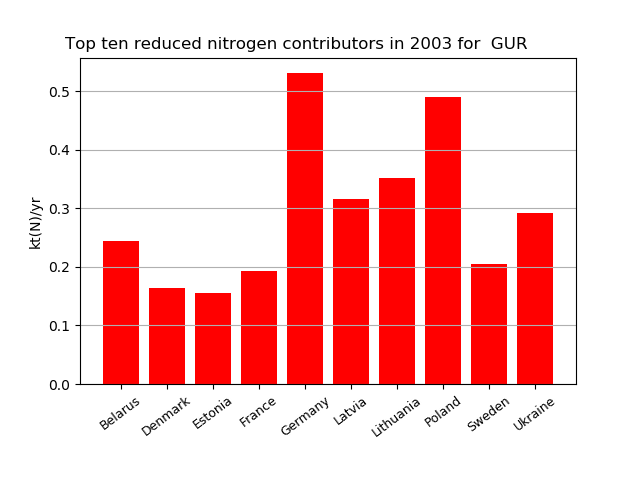 Top ten reduced nitrogen contributors in 2003 for  GUR
kt(N)/yr
0.5
0.4
0.3
0.2
0.1
0.0
Belarus
Denmark
Estonia
France
Germany
Latvia
Lithuania
Poland
Sweden
Ukraine